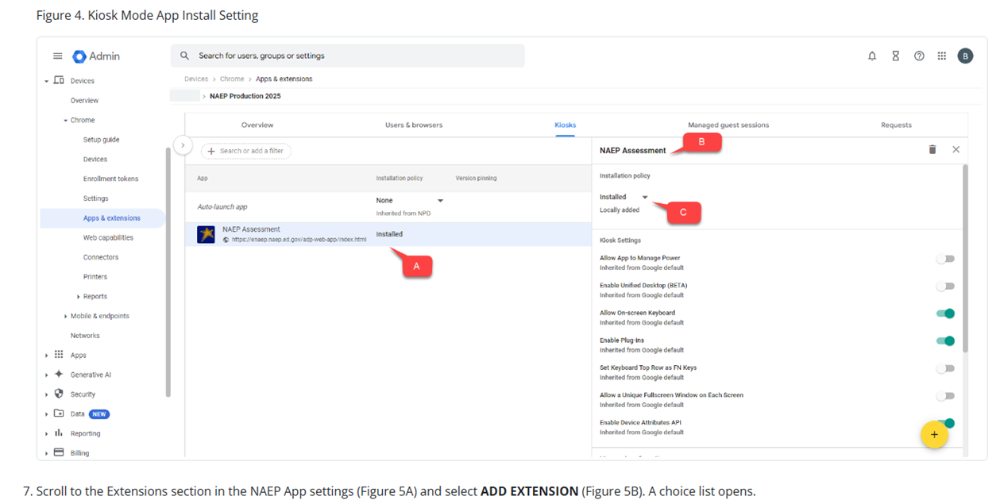 Figure 4. Kiosk Mode App Install Setting
Admin
Search for users, groups or settings
B
Devices
Overview
Chrome
Setup guide
Devices
Enrollment tokens
Settings
Apps & extensions
Web capabilities
Connectors
Printers
Reports
Mobile & endpoints
Networks
Apps
Generative AI
Security
Data NEW
Reporting
Billing
Devices > Chrome > Apps & extensions
> NAEP Production 2025
Overview Users & browsers Kiosks Managed guest sessions Requests
+ Search or add a filter
App Installation policy Version pinning
Auto-launch app None
Inherited from NPD
NAEP Assessment
https://enaep.naep.ed.gov/adp-web-app/index.html
Installed
A
NAEP Assessment
B
Installation policy
Installed
Locally added
C
Kiosk Settings
Allow App to Manage Power
Inherited from Google default
Enable Unified Desktop (BETA)
Inherited from Google default
Allow On-screen Keyboard
Inherited from Google default
Enable Plug-ins
Inherited from Google default
Set Keyboard Top Row as FN Keys
Inherited from Google default
Allow a Unique Fullscreen Window on Each Screen
Inherited from Google default
Enable Device Attributes API
Inherited from Google default
+
7. Scroll to the Extensions section in the NAEP App settings (Figure 5A) and select ADD EXTENSION (Figure 5B). A choice list opens.